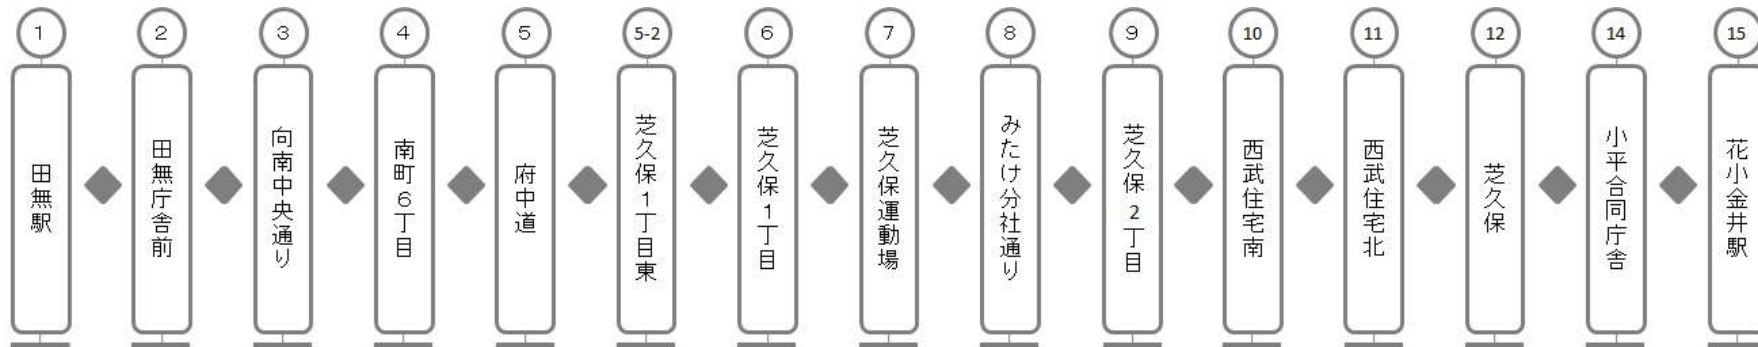 1
田無駅
2
田無庁舎前
3
向南中央通り
4
南町６丁目
5
府中道
5-2
芝久保１丁目東
6
芝久保１丁目
7
芝久保運動場
8
みたけ分社通り
9
芝久保２丁目
10
西武住宅南
11
西武住宅北
12
芝久保
14
小平合同庁舎
15
花小金井駅